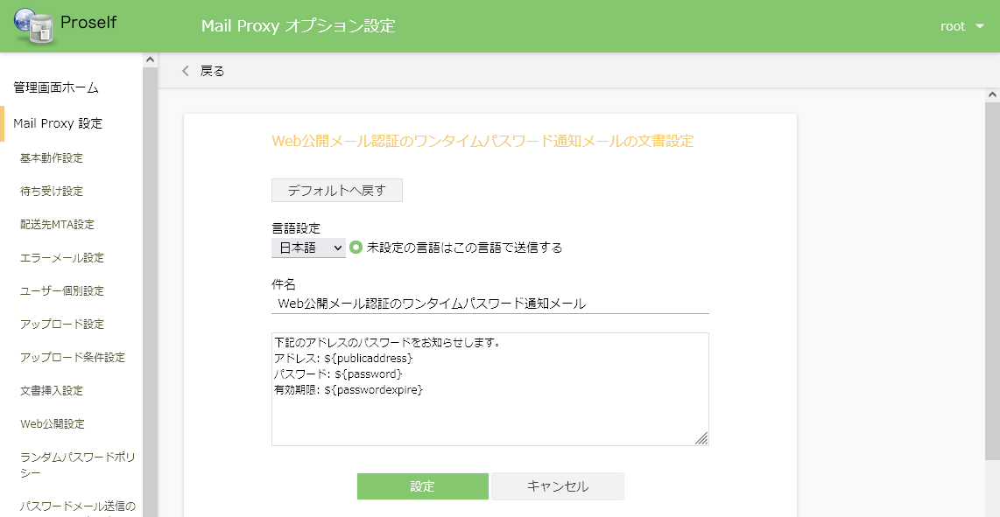 Proself
Mail Proxy オプション設定
root
管理画面ホーム
Mail Proxy 設定
基本動作設定
待ち受け設定
配送先MTA設定
エラーメール設定
ユーザー個別設定
アップロード設定
アップロード条件設定
文書挿入設定
Web公開設定
ランダムパスワードポリ
シー
パスワードメール送信の
戻る
Web公開メール認証のワンタイムパスワード通知メールの文書設定
デフォルトへ戻す
言語設定
日本語 未設定の言語はこの言語で送信する
件名
Web公開メール認証のワンタイムパスワード通知メール
下記のアドレスのパスワードをお知らせします。
アドレス: ${publicaddress}
パスワード: ${password}
有効期限: ${passwordexpire}
設定 キャンセル